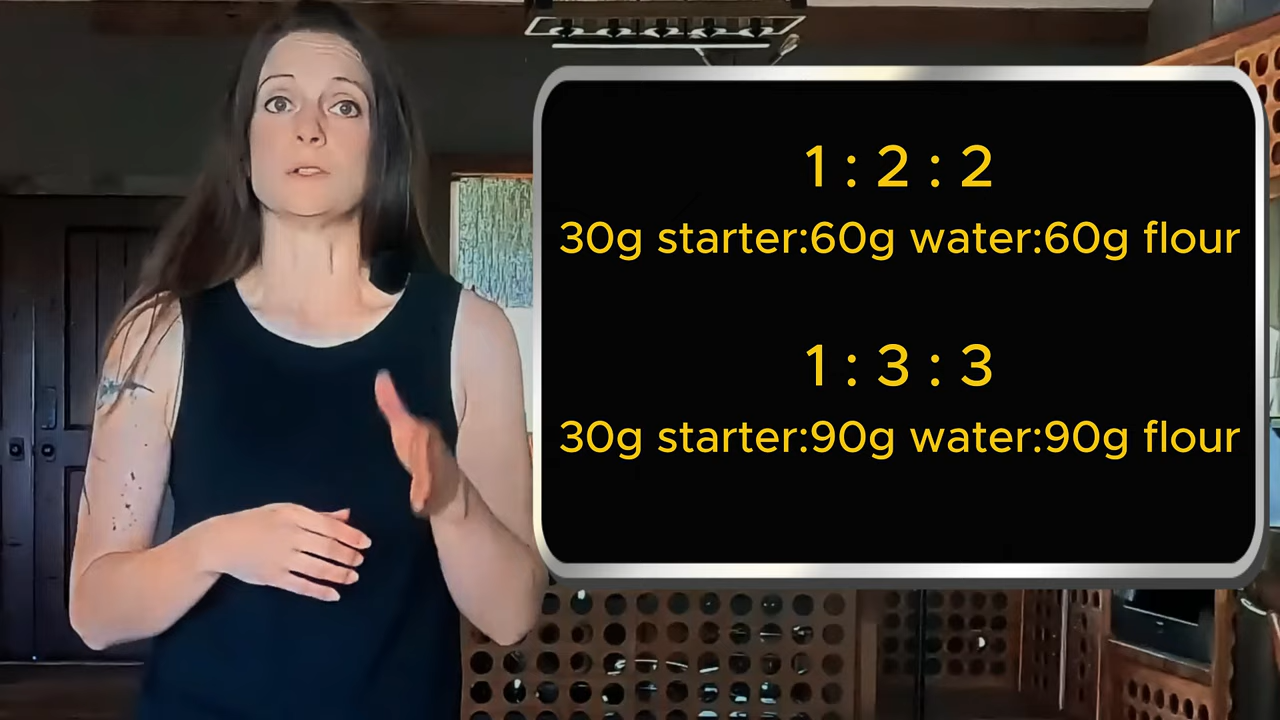 1 : 2 : 2
30g starter:60g water:60g flour
1 : 3 : 3
30g starter:90g water:90g flour